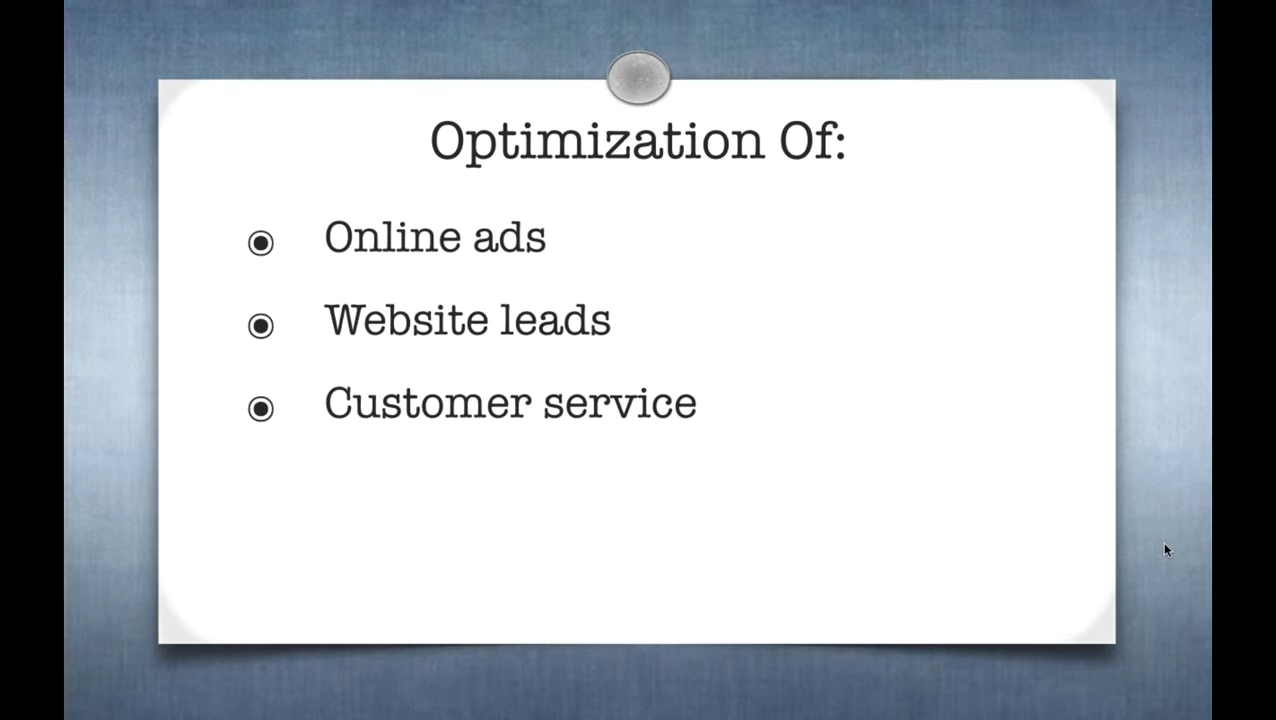 Optimization Of:
Online ads
Website leads
Customer service